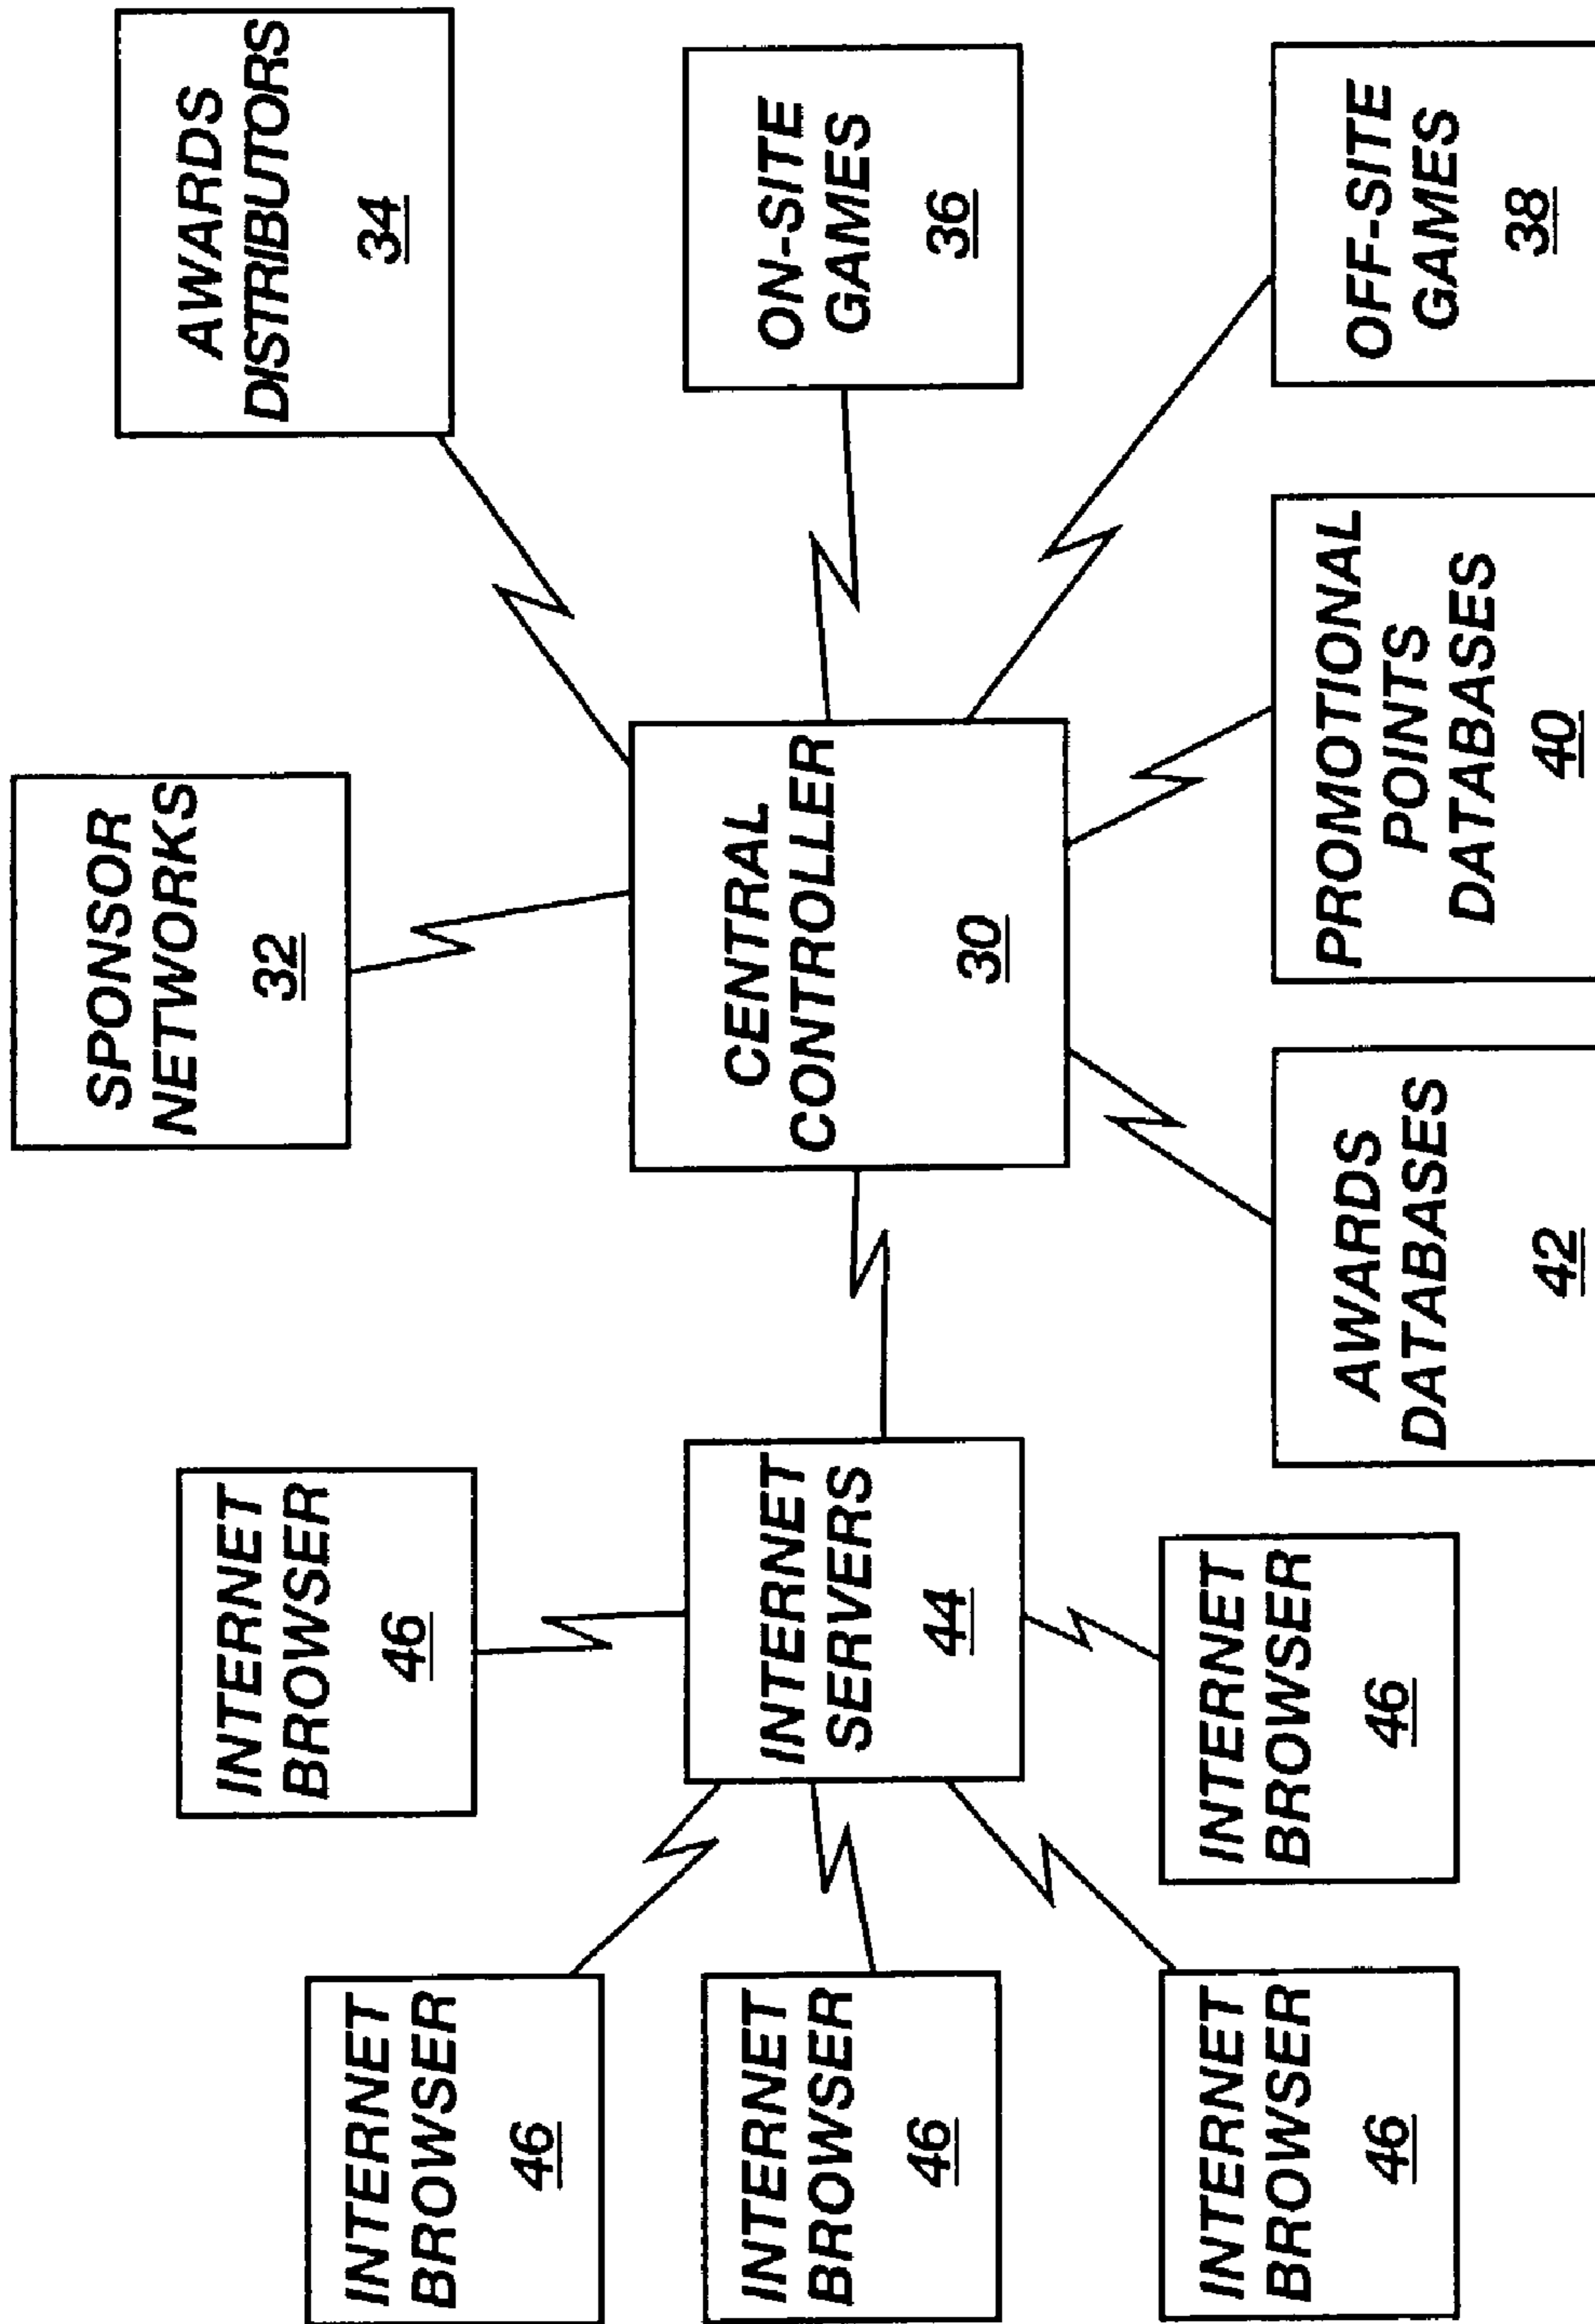 SPONSOR
NETWORKS
32
AWARDS
DISTRIBUTORS
34
INTERNET
BROWSER
46
INTERNET
BROWSER
46
INTERNET
BROWSER
46
INTERNET
SERVERS
44
CENTRAL
CONTROLLER
30
ON-SITE
GAMES
36
INTERNET
BROWSER
46
INTERNET
BROWSER
46
AWARDS
DATABASES
42
PROMOTIONAL
POINTS
DATABASES
40
OFF-SITE
GAMES
38